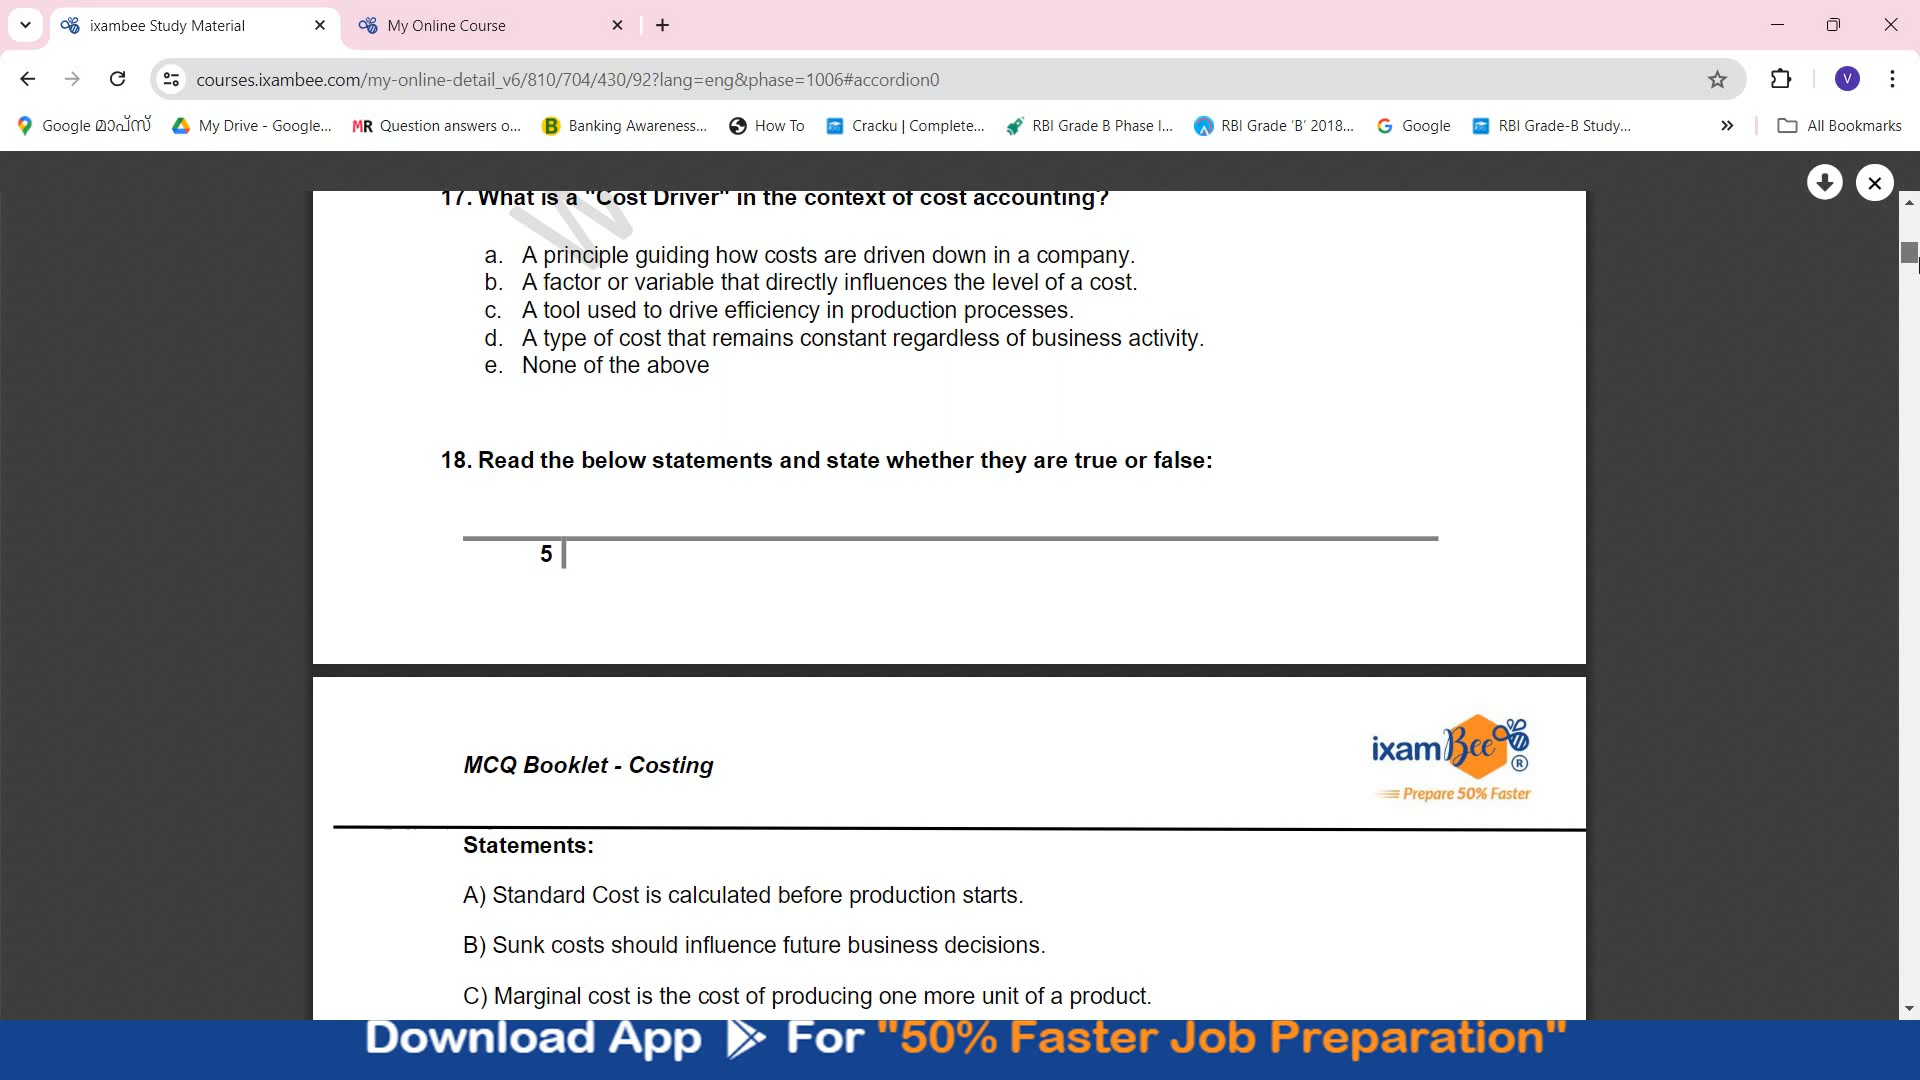 ixambee Study Material
My Online Course
courses.ixambee.com/my-online-detail_v6/810/704/430/92?lang=eng&phase=1006#accordion0
V
Google മാപ്സ്
My Drive - Google...
MR Question answers o...
B Banking Awareness...
How To
Cracku | Complete...
RBI Grade B Phase I...
RBI Grade ‘B’ 2018...
G Google
RBI Grade-B Study...
All Bookmarks
17. What is a "Cost Driver" in the context of cost accounting?
a. A principle guiding how costs are driven down in a company.
b. A factor or variable that directly influences the level of a cost.
c. A tool used to drive efficiency in production processes.
d. A type of cost that remains constant regardless of business activity.
e. None of the above
18. Read the below statements and state whether they are true or false:
5
MCQ Booklet - Costing
ixamBee ®
Prepare 50% Faster
Statements:
A) Standard Cost is calculated before production starts.
B) Sunk costs should influence future business decisions.
C) Marginal cost is the cost of producing one more unit of a product.
Download App For "50% Faster Job Preparation"